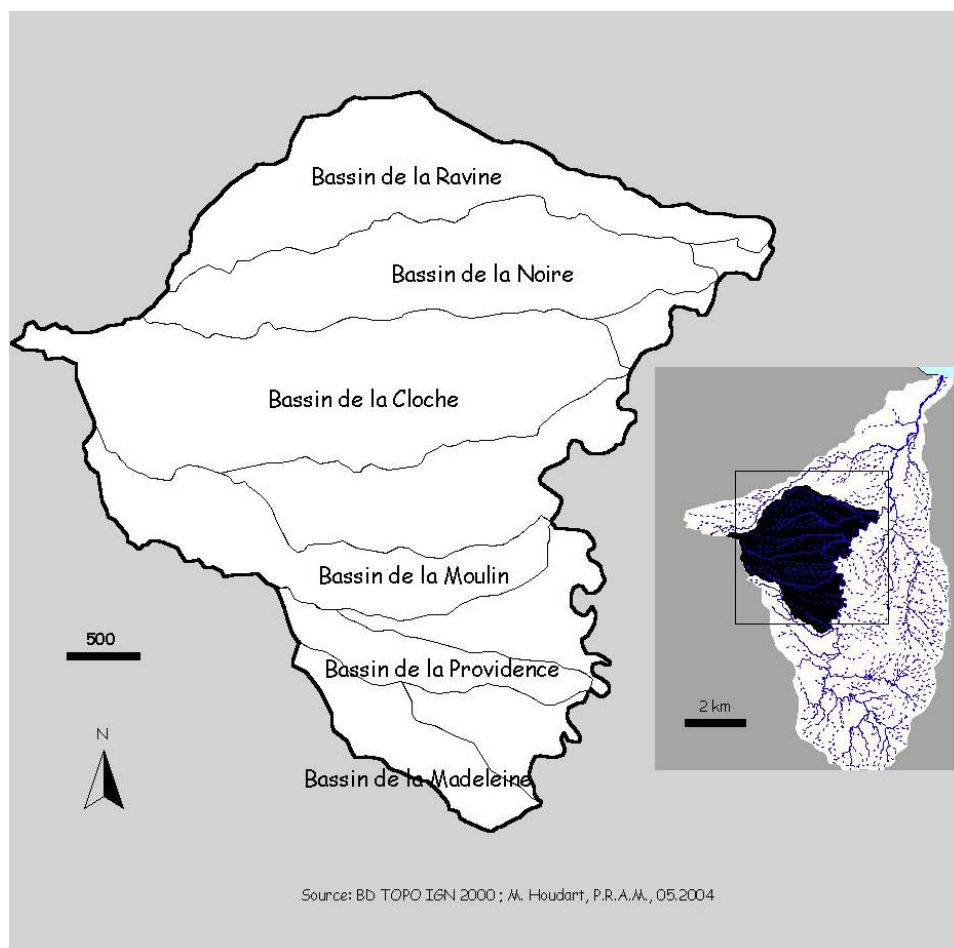 Bassin de la Ravine
Bassin de la Noire
Bassin de la Cloche
Bassin de la Moulin
500
Bassin de la Providence
2 km
N
Bassin de la Madeleine
Source: BD TOPO IGN 2000 ; M. Houdart, P.R.A.M., 05.2004